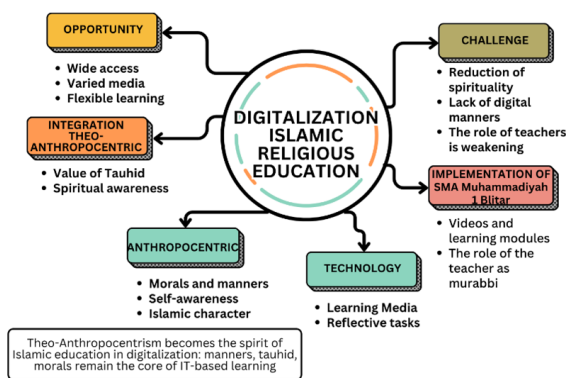 OPPORTUNITY
• Wide access
• Varied media
• Flexible learning
INTEGRATION
THEO-
ANTHROPOCENTRIC
• Value of Tauhid
• Spiritual awareness
ANTHROPOCENTRIC
• Morals and manners
• Self-awareness
• Islamic character
DIGITALIZATION
ISLAMIC
RELIGIOUS
EDUCATION
CHALLENGE
• Reduction of
spirituality
• Lack of digital
manners
• The role of teachers
is weakening
IMPLEMENTATION OF
SMA Muhammadiyah
1 Blitar
• Videos and
learning modules
• The role of the
teacher as
murabbi
TECHNOLOGY
• Learning Media
• Reflective tasks
Theo-Anthropocentrism becomes the spirit of
Islamic education in digitalization: manners, tauhid,
morals remain the core of IT-based learning